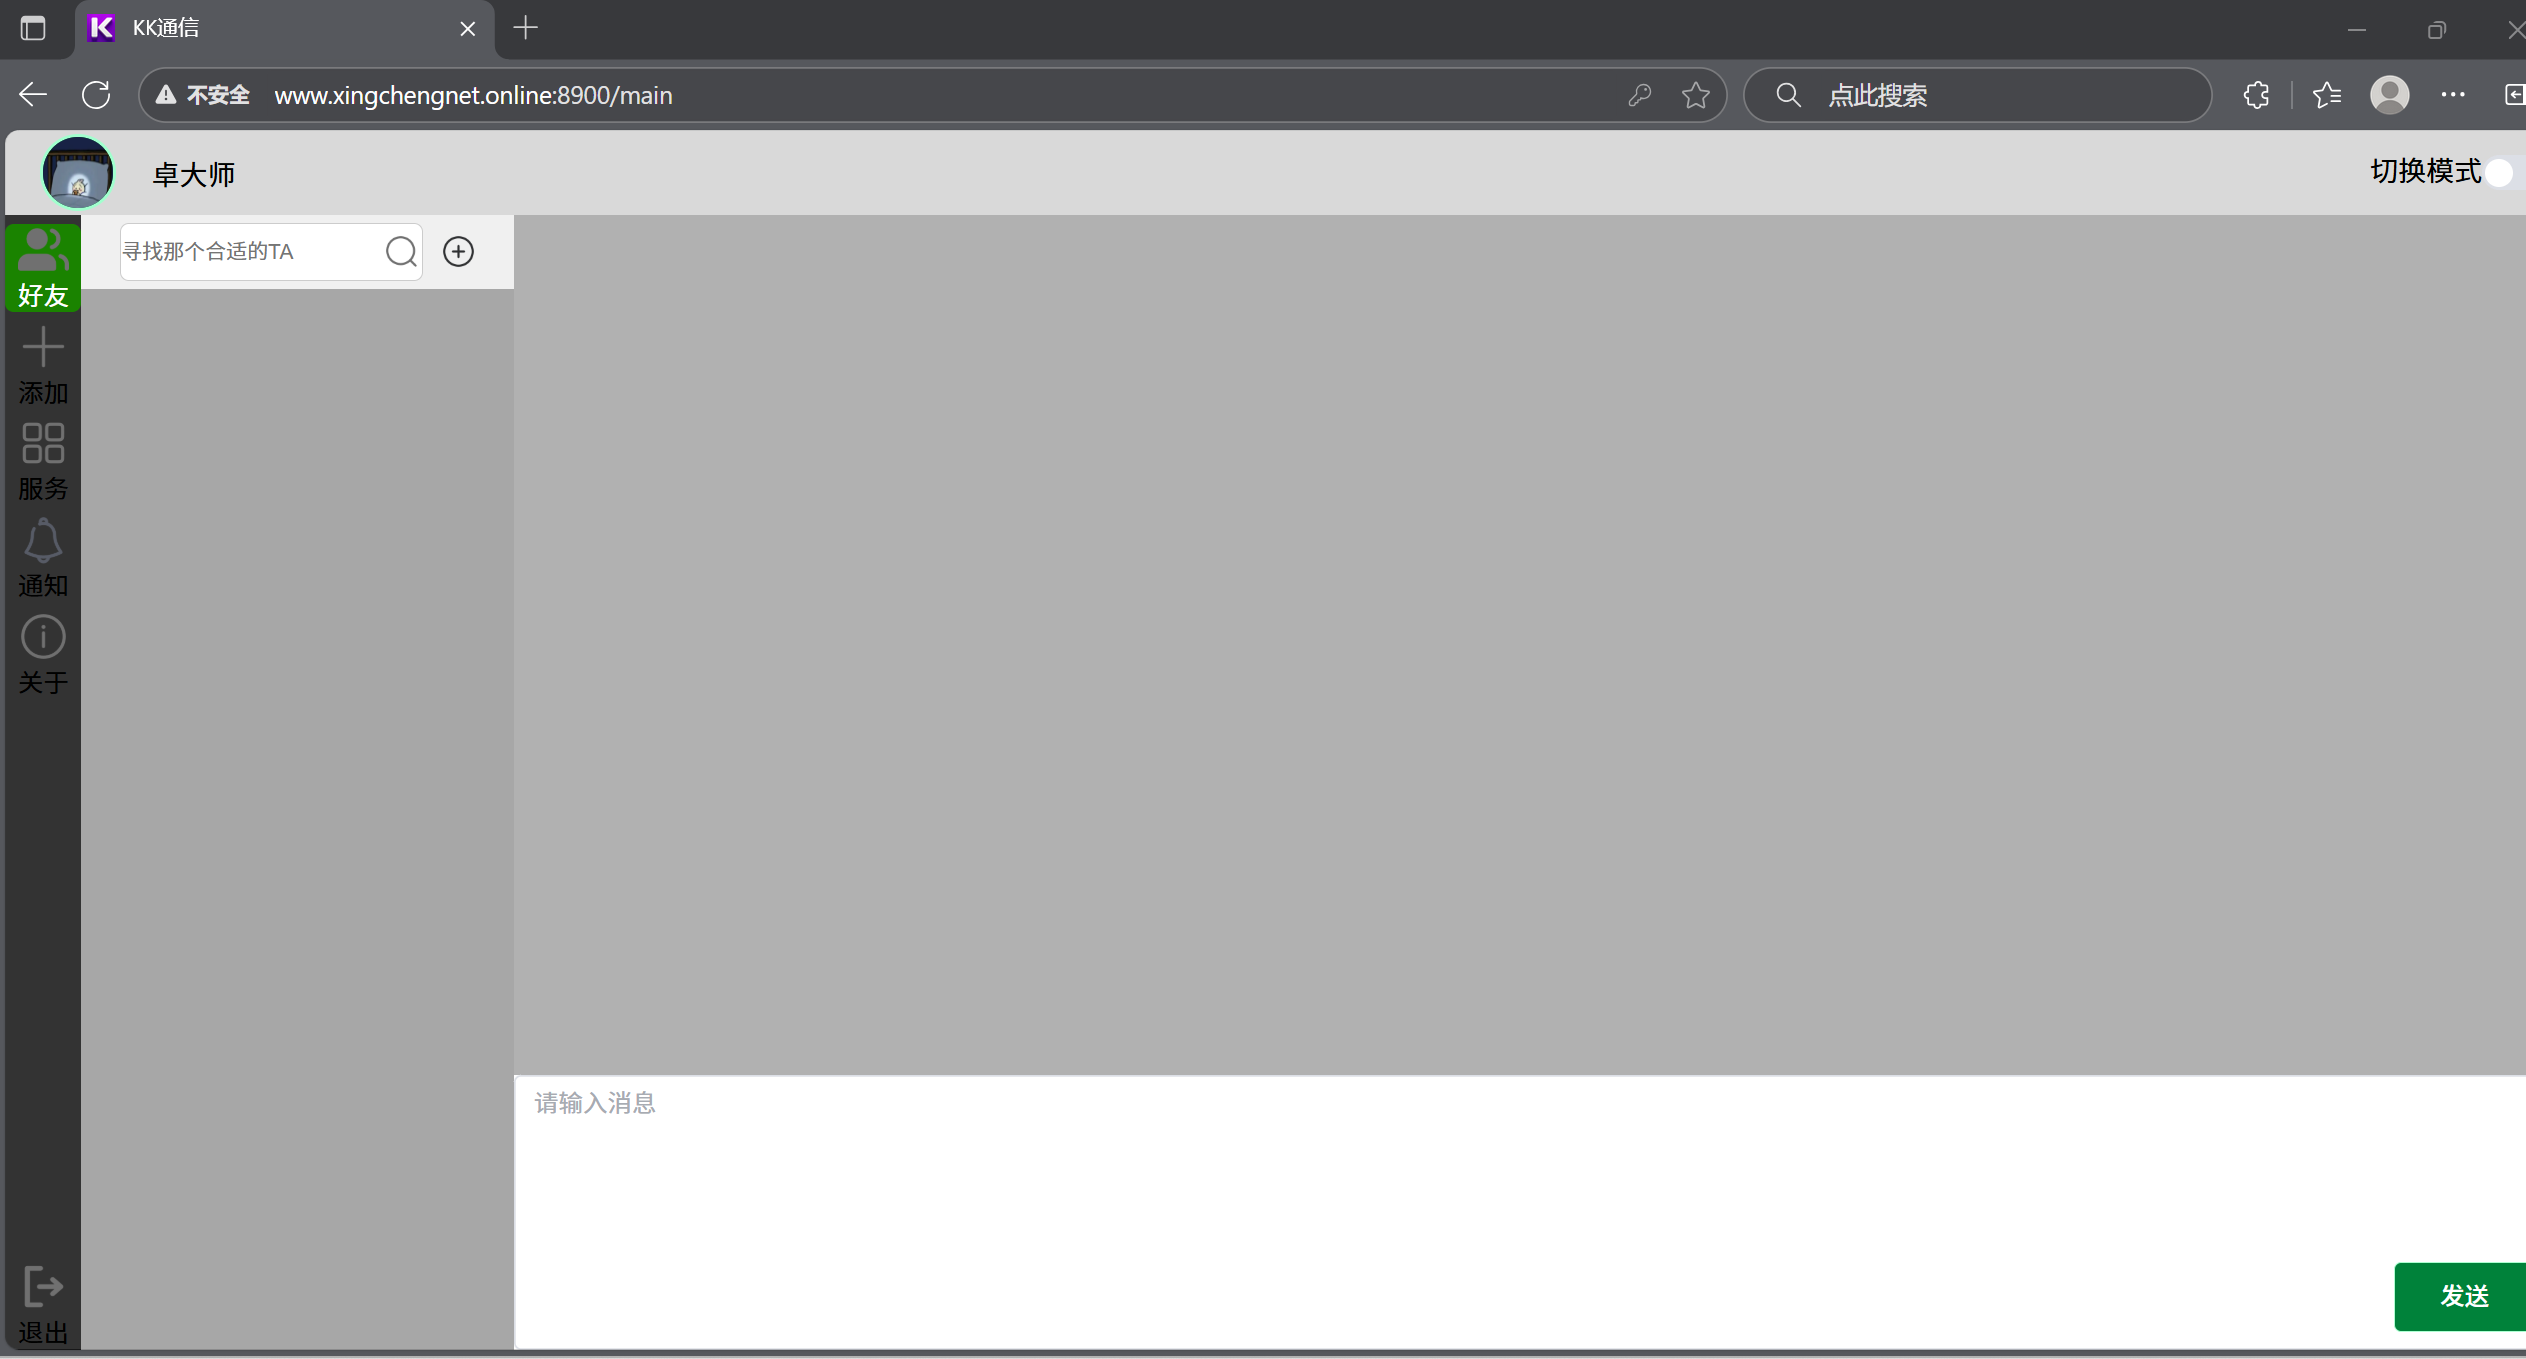 KK通信
不安全 www.xingchengnet.online:8900/main
点此搜索
卓大师
切换模式
寻找那个合适的TA
好友
添加
服务
通知
关于
请输入消息
发送
退出